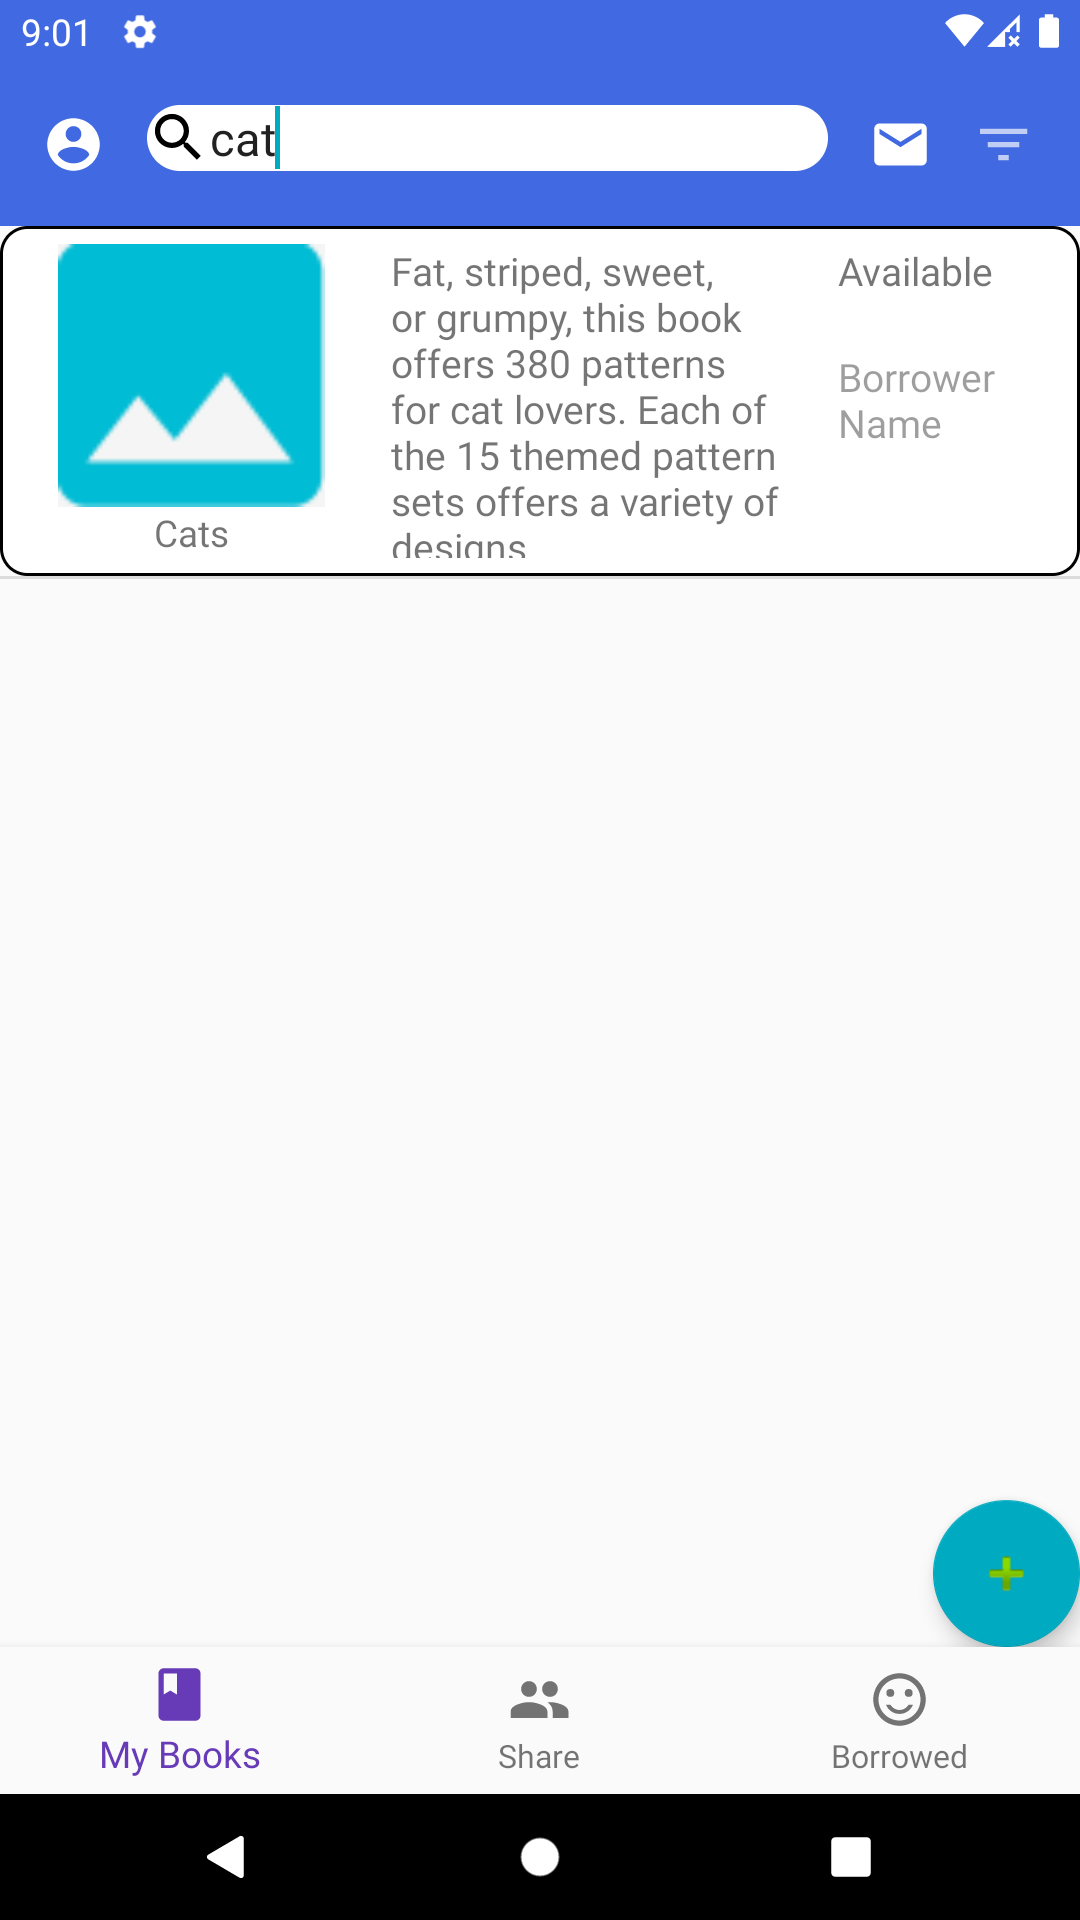 9:01
cat
Fat, striped, sweet,
or grumpy, this book
offers 380 patterns
for cat lovers. Each of
the 15 themed pattern
sets offers a variety of
designs
Cats
Available
Borrower
Name
My Books
Share
Borrowed